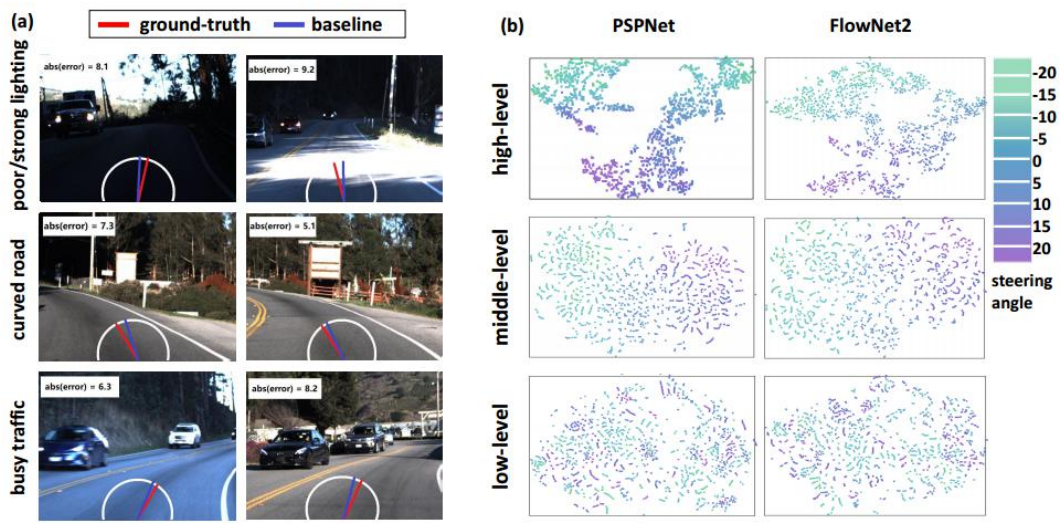 (a)
ground-truth
baseline
poor/strong lighting
abs(error) = 8.1
abs(error) = 9.2
curved road
abs(error) = 7.3
abs(error) = 5.1
busy traffic
abs(error) = 6.3
abs(error) = 8.2
(b)
PSPNet
FlowNet2
high-level
middle-level
low-level
-20
-15
-10
-5
0
5
10
15
20
steering
angle